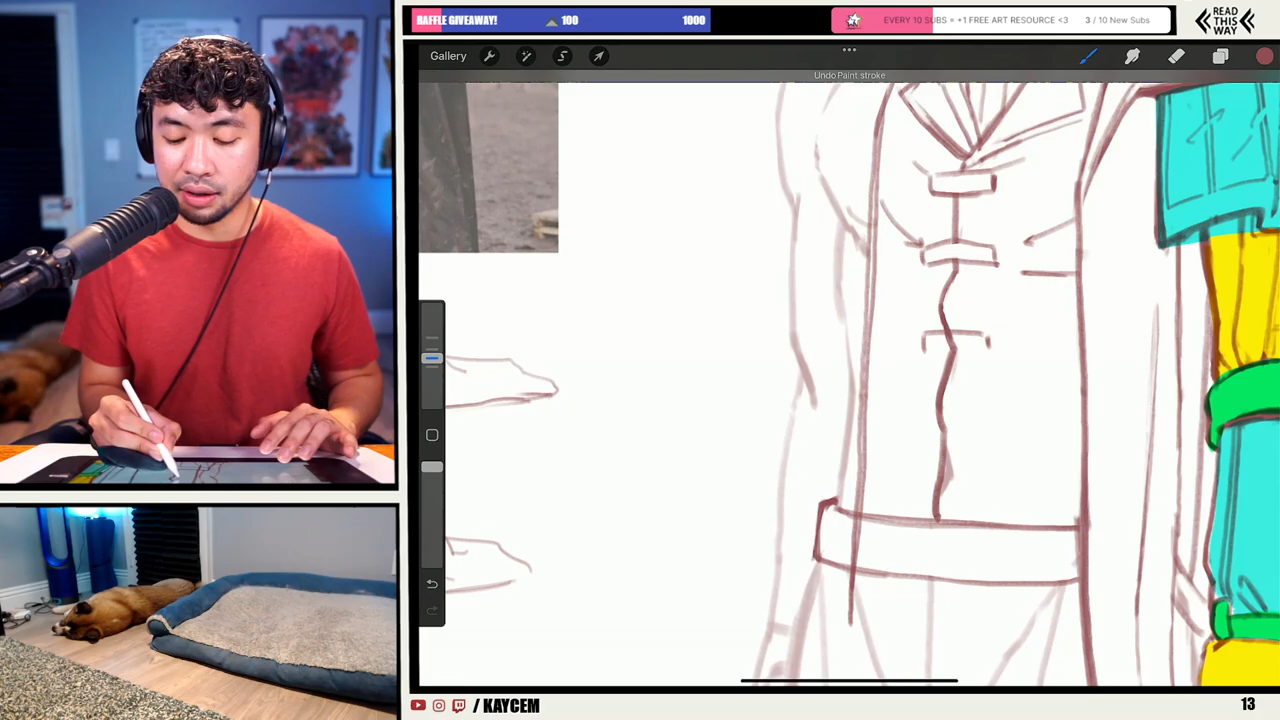 RAFFLE GIVEAWAY! 100 1000
EVERY 10 SUBS = +1 FREE ART RESOURCE <3 3 / 10 New Subs
READ
THIS
WAY
Gallery
Undo Paint stroke
/ KAYCEM
13